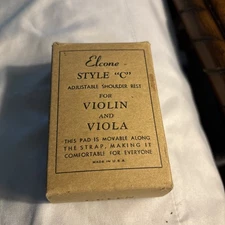 Elcone -
STYLE "C"
ADJUSTABLE SHOULDER REST
FOR
VIOLIN
AND
VIOLA
THIS PAD IS MOVABLE ALONG
THE STRAP, MAKING IT
COMFORTABLE FOR EVERYONE
MADE IN U.S.A.